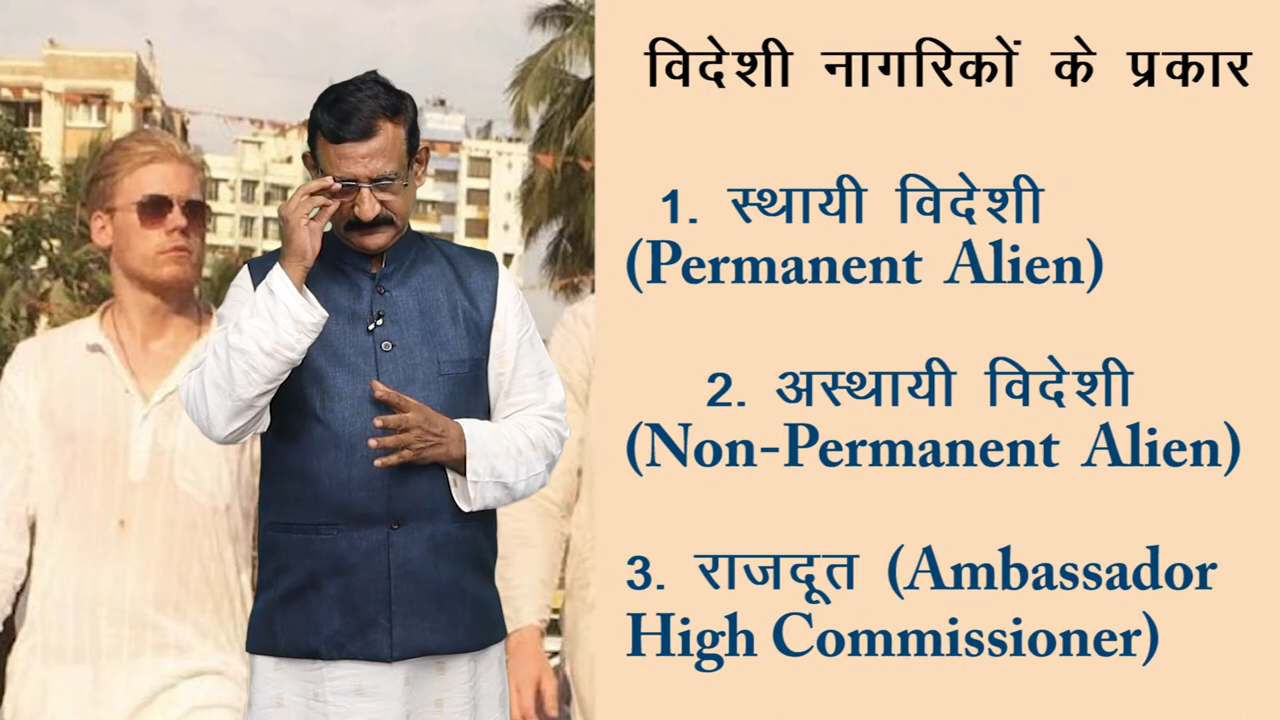 विदेशी नागरिकों के प्रकार
1. स्थायी विदेशी
(Permanent Alien)
2. अस्थायी विदेशी
(Non-Permanent Alien)
3. राजदूत (Ambassador
High Commissioner)